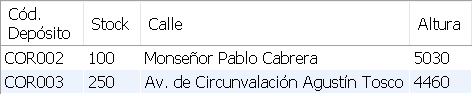 Cód. Depósito Stock Calle Altura
COR002 100 Monseñor Pablo Cabrera 5030
COR003 250 Av. de Circunvalación Agustín Tosco 4460